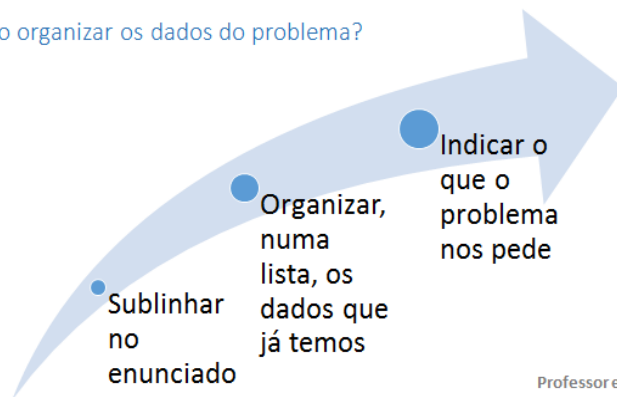 o organizar os dados do problema?
Indicar o
que o
problema
nos pede
Organizar,
numa
lista, os
dados que
já temos
Sublinhar
no
enunciado
Professor e